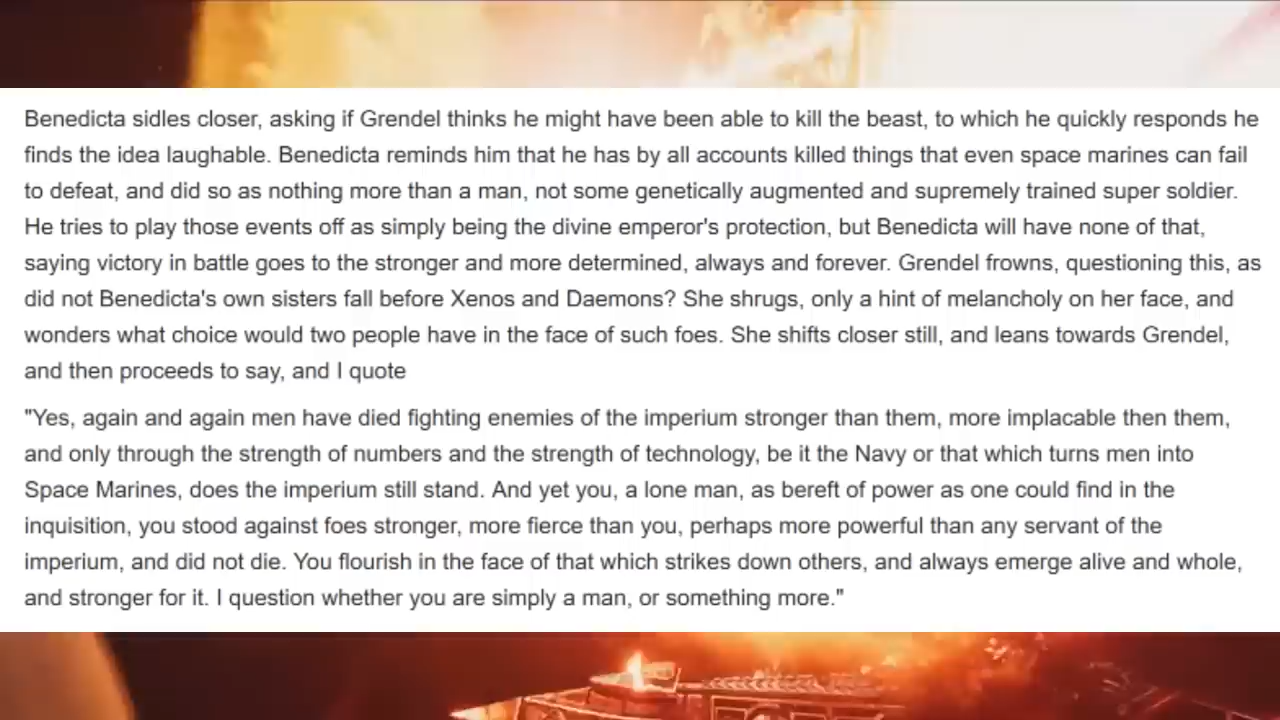 Benedicta sidles closer, asking if Grendel thinks he might have been able to kill the beast, to which he quickly responds he
finds the idea laughable. Benedicta reminds him that he has by all accounts killed things that even space marines can fail
to defeat, and did so as nothing more than a man, not some genetically augmented and supremely trained super soldier.
He tries to play those events off as simply being the divine emperor's protection, but Benedicta will have none of that,
saying victory in battle goes to the stronger and more determined, always and forever. Grendel frowns, questioning this, as
did not Benedicta's own sisters fall before Xenos and Daemons? She shrugs, only a hint of melancholy on her face, and
wonders what choice would two people have in the face of such foes. She shifts closer still, and leans towards Grendel,
and then proceeds to say, and I quote
"Yes, again and again men have died fighting enemies of the imperium stronger than them, more implacable then them,
and only through the strength of numbers and the strength of technology, be it the Navy or that which turns men into
Space Marines, does the imperium still stand. And yet you, a lone man, as bereft of power as one could find in the
inquisition, you stood against foes stronger, more fierce than you, perhaps more powerful than any servant of the
imperium, and did not die. You flourish in the face of that which strikes down others, and always emerge alive and whole,
and stronger for it. I question whether you are simply a man, or something more."